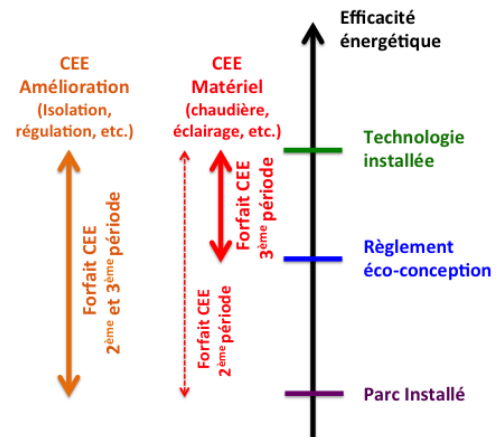 Efficacité
énergétique
CEE
Amélioration
(Isolation,
régulation, etc.)
CEE
Matériel
(chaudière,
éclairage, etc.)
Technologie
installée
Forfait CEE
3ème période
Règlement
éco-conception
Forfait CEE
2ème et 3ème période
Forfait CEE
2ème période
Parc Installé